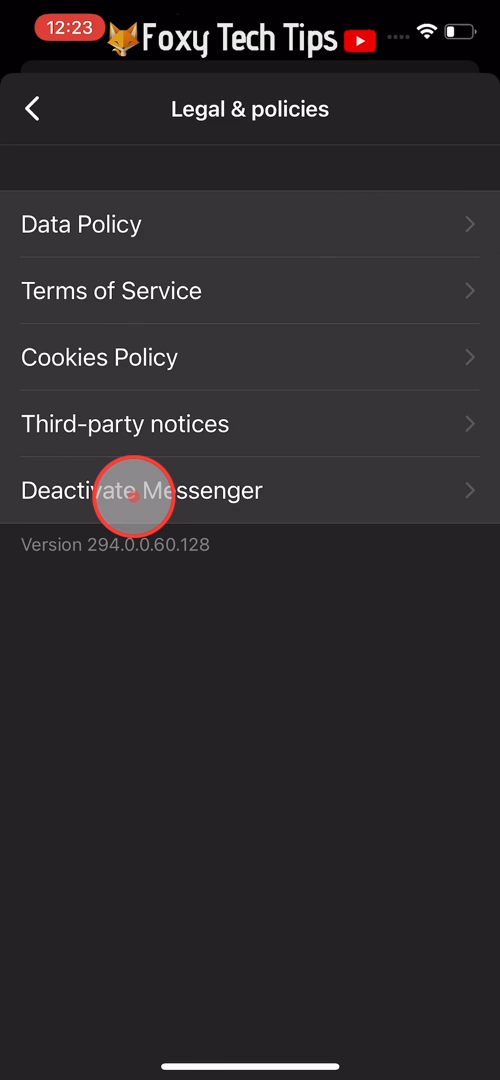 12:23
Foxy Tech Tips
Legal & policies
Data Policy
Terms of Service
Cookies Policy
Third-party notices
Deactivate Messenger
Version 294.0.0.60.128